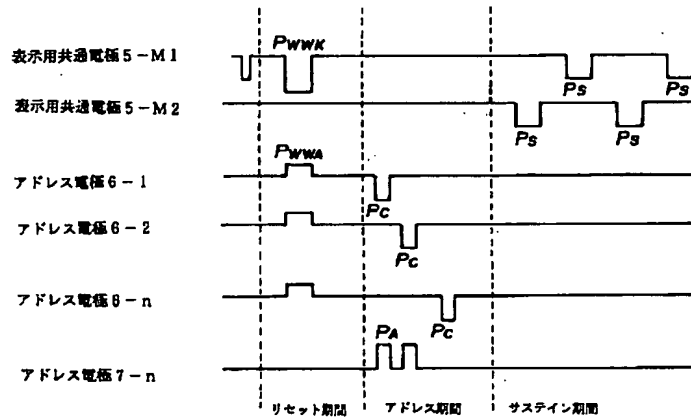 表示用共通電極5-M1
PWWK
PS
PS
表示用共通電極5-M2
PS
PS
アドレス電極6-1
PWWA
PC
アドレス電極6-2
PC
アドレス電極6-n
PC
アドレス電極7-n
PA
リセット期間
アドレス期間
サステイン期間